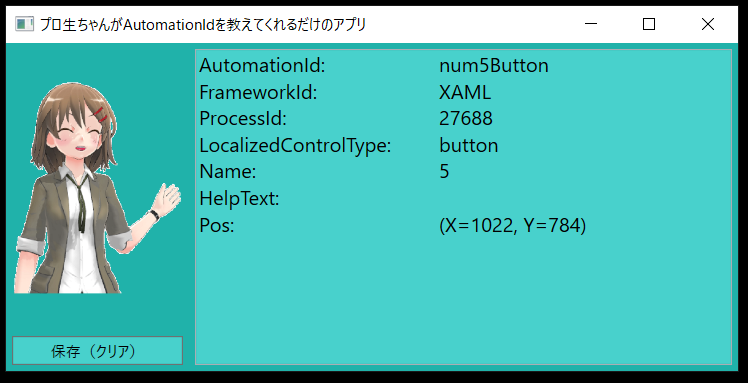 プロ生ちゃんがAutomationIdを教えてくれるだけのアプリ
AutomationId: num5Button
FrameworkId: XAML
ProcessId: 27688
LocalizedControlType: button
Name: 5
HelpText:
Pos: (X=1022, Y=784)
保存（クリア）